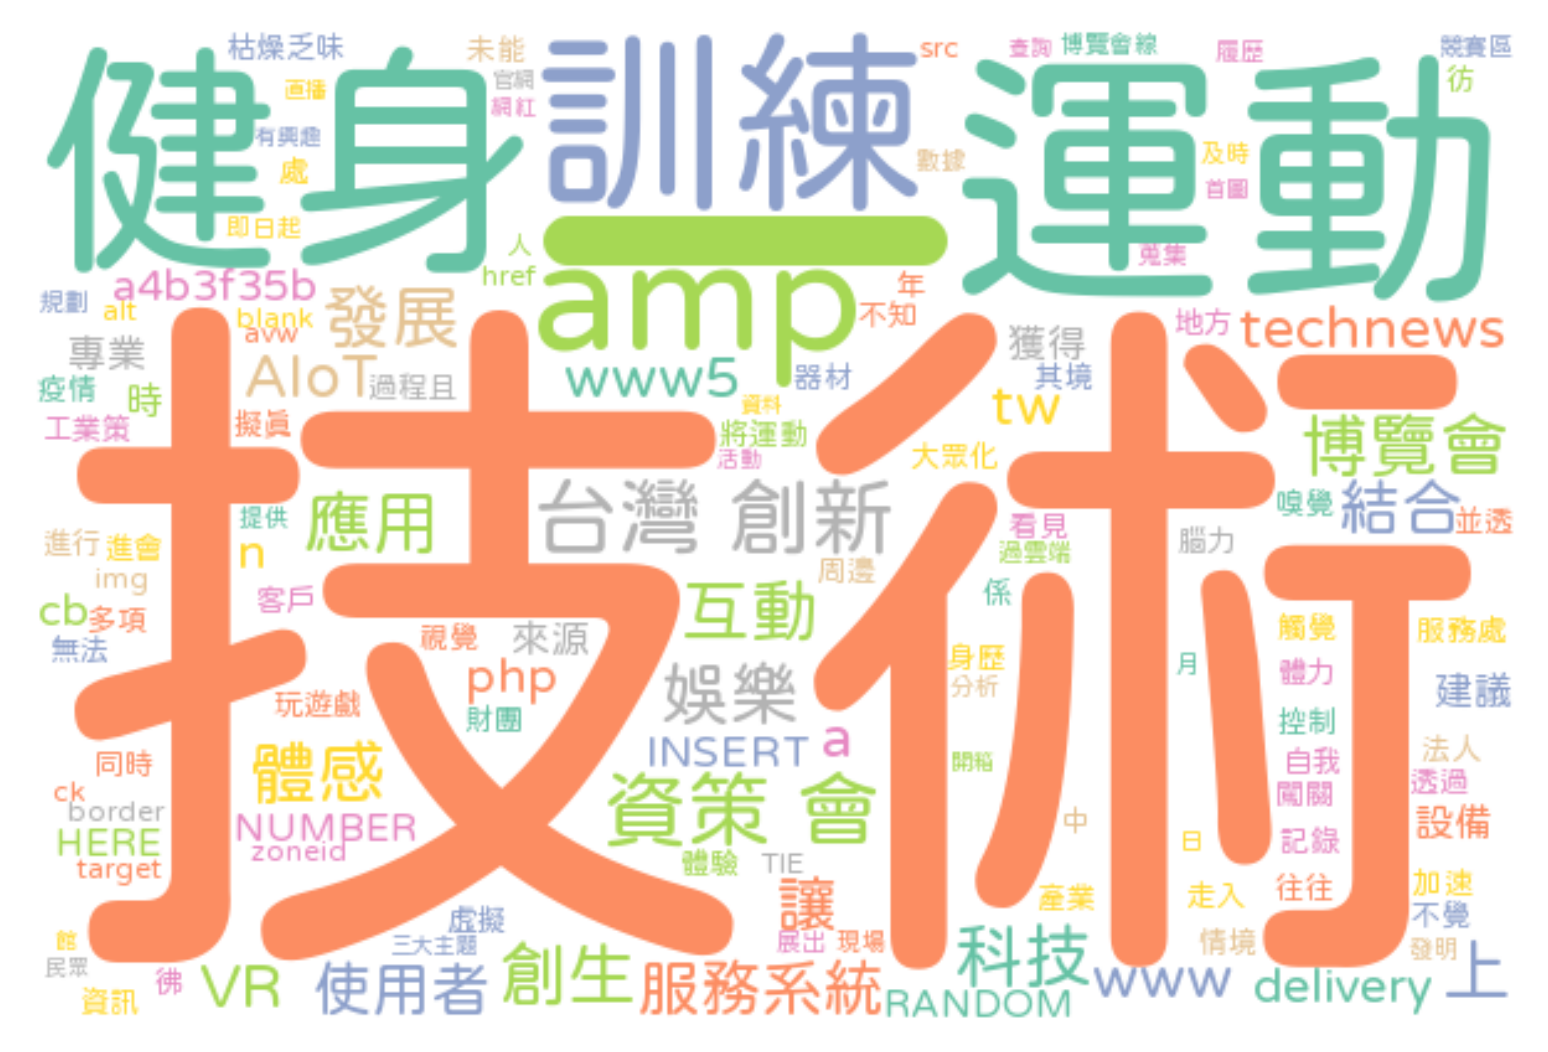 枯燥乏味
未能
src
查詢
博覽會線
履歷
競賽區
健身
訓練
運動
官網
直播
網紅
彷
有興趣
數據
及時
處
首圖
即日起
一
人
蒐集
href
a4b3f35b
amp
年
規劃
alt
blank
avw
發展
不知
地方
technews
專業
獲得
AIoT
過程且
www5
器材
其境
疫情
時
tw
資料
工業策
擬真
將運動
博覽會
活動
大眾化
技術
應用
台灣 創新
嗅覺
結合
並透
提供
看見
進行
進會
n
過雲端
腦力
img
周邊
客戶
互動
係
cb
多項
觸覺
服務處
無法
視覺
來源
身歷
月
體力
php
娛樂
分析
建議
玩遊戲
財團
控制
INSERT
a
法人
同時
體感
開箱
自我
透過
ck
border
資策 會
闖關
NUMBER
中
設備
HERE
zoneid
日
記錄
target
體驗
TIE
讓
產業
走入
往往
加速
虛擬
不覺
館
三大主題
展出
現場
科技
情境
發明
民眾
彿
VR
使用者
創生
服務系統
www
上
資訊
RANDOM
delivery